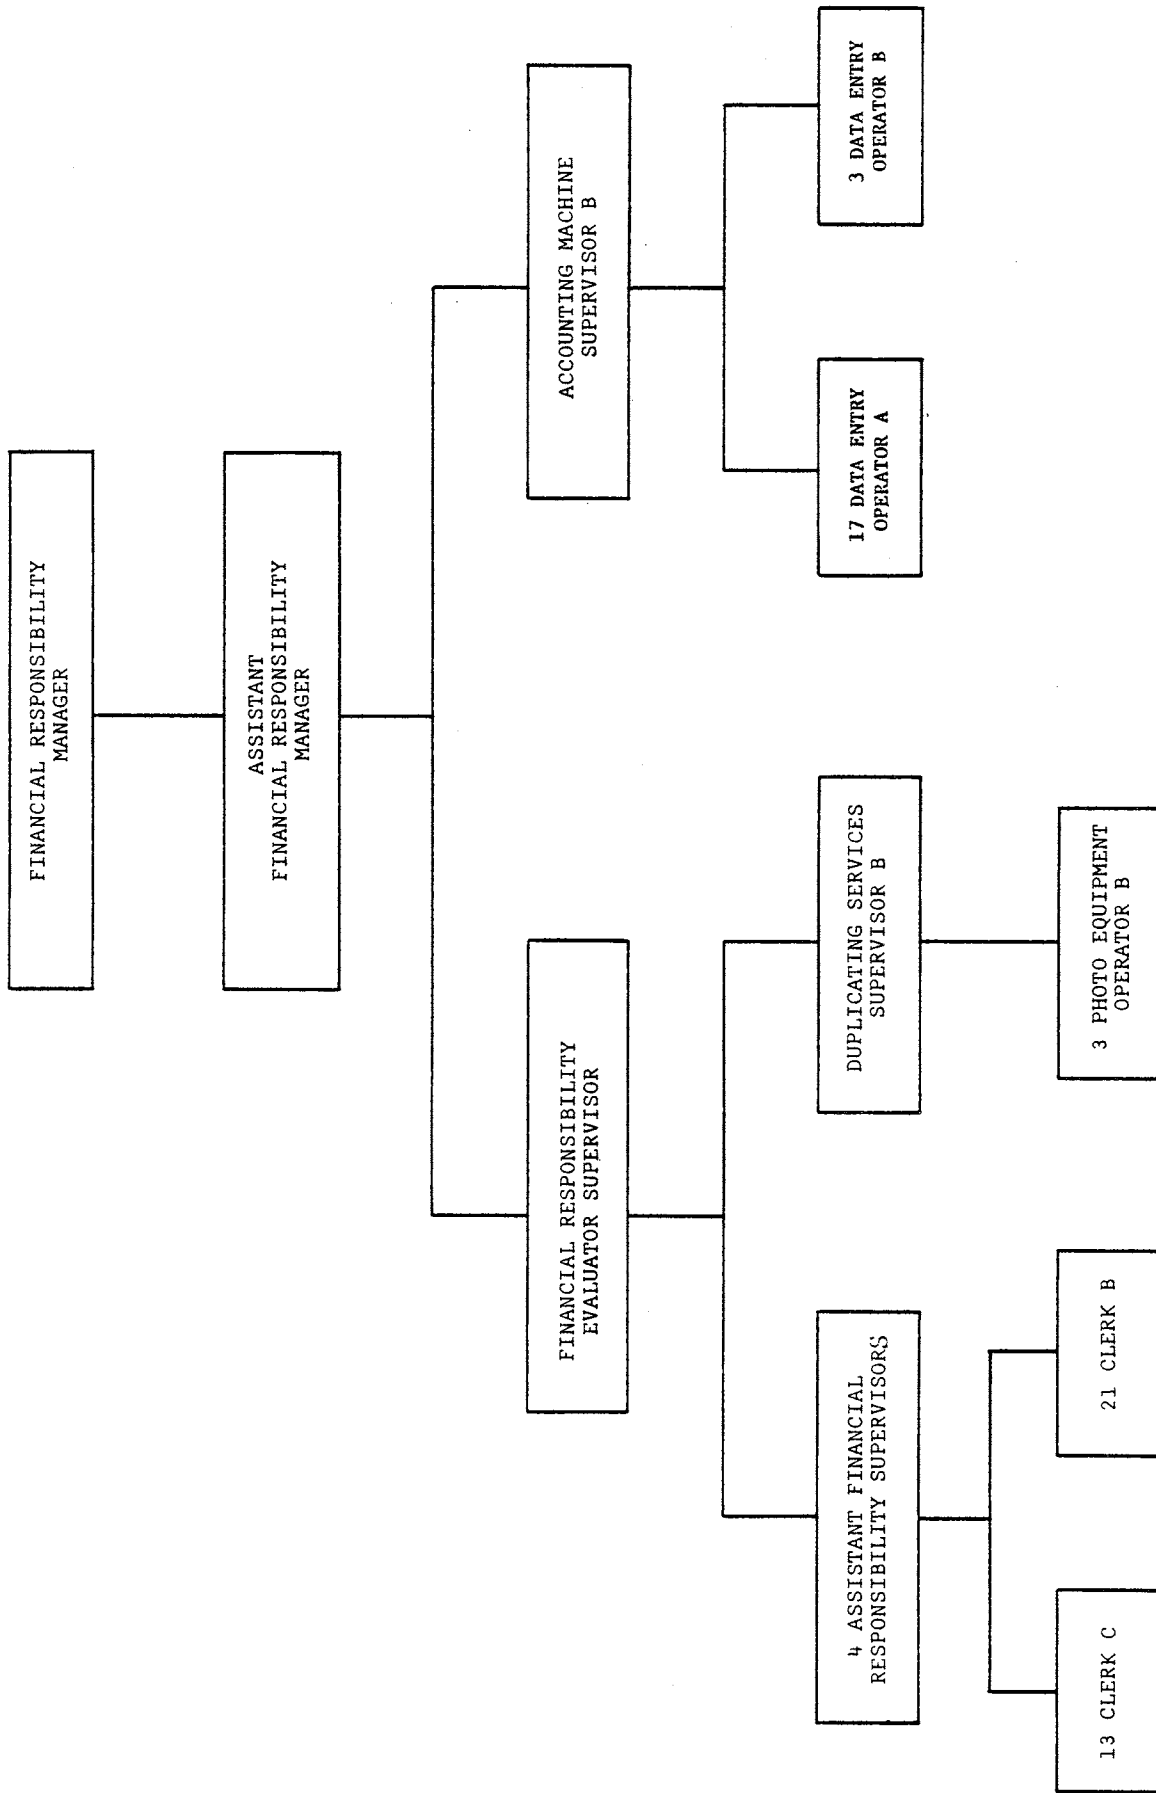 FINANCIAL RESPONSIBILITY
MANAGER
ASSISTANT
FINANCIAL RESPONSIBILITY
MANAGER
FINANCIAL RESPONSIBILITY
EVALUATOR SUPERVISOR
ACCOUNTING MACHINE
SUPERVISOR B
4 ASSISTANT FINANCIAL
RESPONSIBILITY SUPERVISORS
DUPLICATING SERVICES
SUPERVISOR B
17 DATA ENTRY
OPERATOR A
3 DATA ENTRY
OPERATOR B
13 CLERK C
21 CLERK B
3 PHOTO EQUIPMENT
OPERATOR B